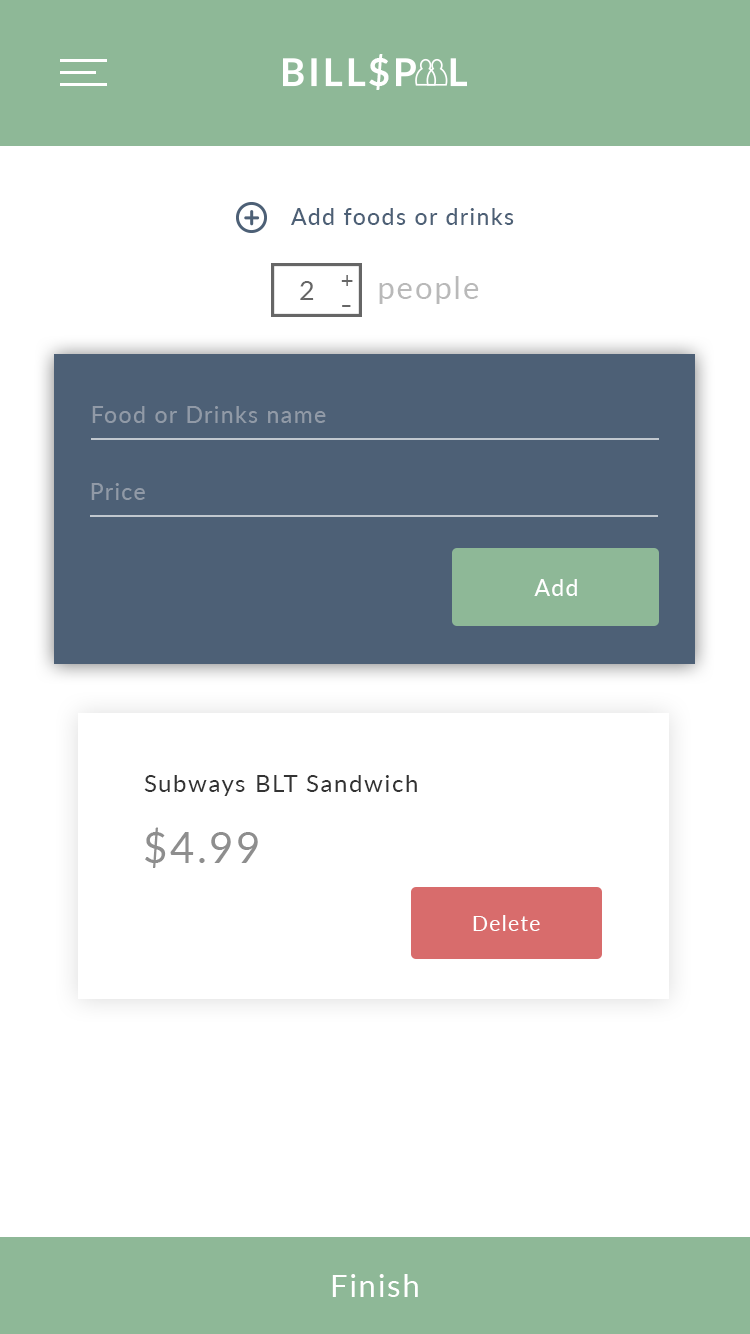 BILL$POOL
Add foods or drinks
2 + -
people
Food or Drinks name
Price
Add
Subways BLT Sandwich
$4.99
Delete
Finish